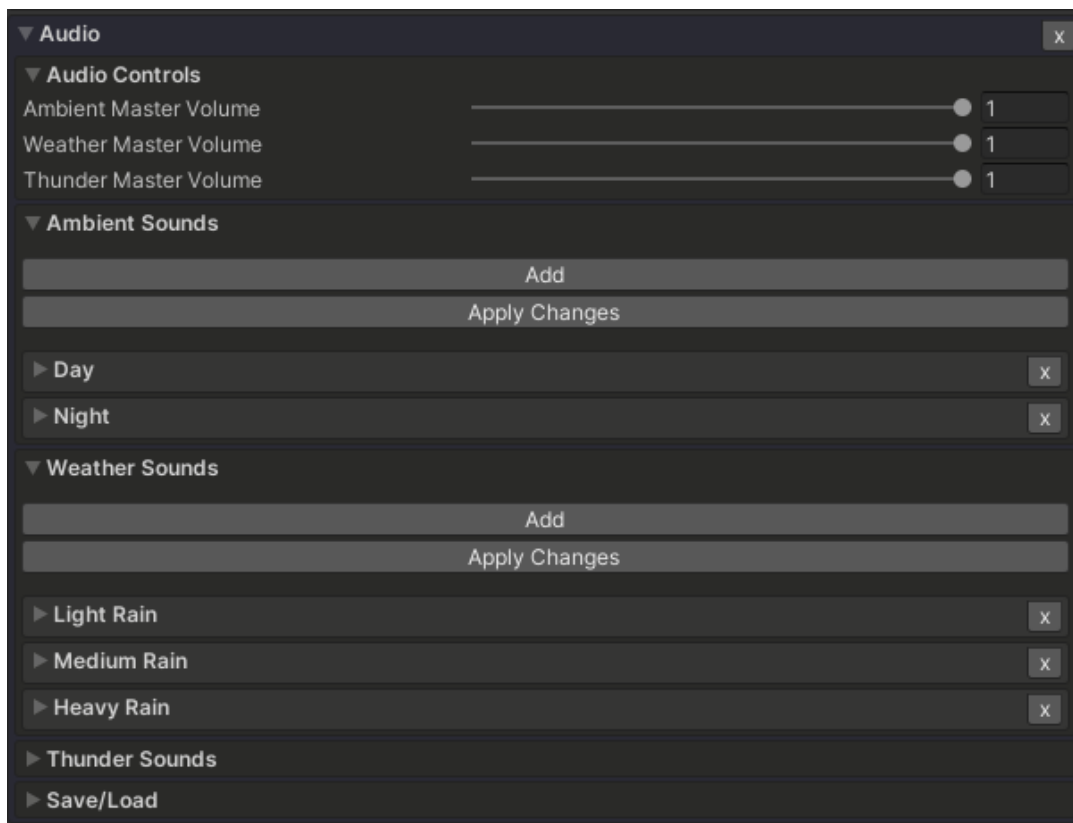 Audio x
Audio Controls
Ambient Master Volume 1
Weather Master Volume 1
Thunder Master Volume 1
Ambient Sounds
Add
Apply Changes
Day x
Night x
Weather Sounds
Add
Apply Changes
Light Rain x
Medium Rain x
Heavy Rain x
Thunder Sounds
Save/Load